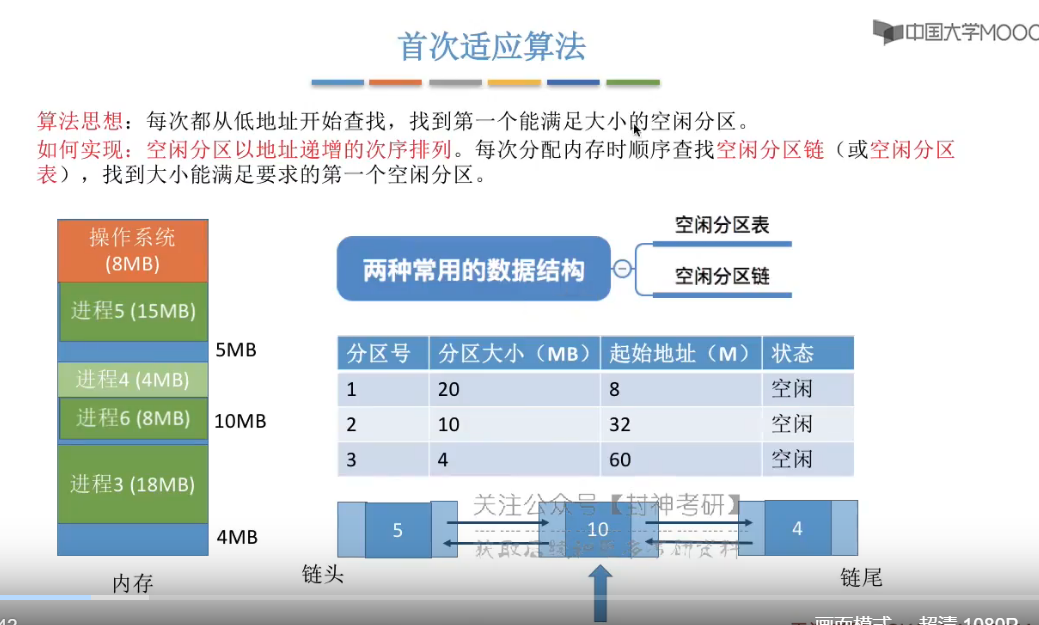 首次适应算法
中国大学MOOC
算法思想：每次都从低地址开始查找，找到第一个能满足大小的空闲分区。
如何实现：空闲分区以地址递增的次序排列。每次分配内存时顺序查找空闲分区链（或空闲分区
表），找到大小能满足要求的第一个空闲分区。
操作系统
(8MB)
进程5 (15MB)
5MB
进程4 (4MB)
进程6 (8MB)
10MB
进程3 (18MB)
4MB
内存
两种常用的数据结构
空闲分区表
空闲分区链
分区号 分区大小（MB） 起始地址（M） 状态
1 20 8 空闲
2 10 32 空闲
3 4 60 空闲
关注公众号【封神考研】
5 10 4
链头
链尾
画面模式 超清 1080P